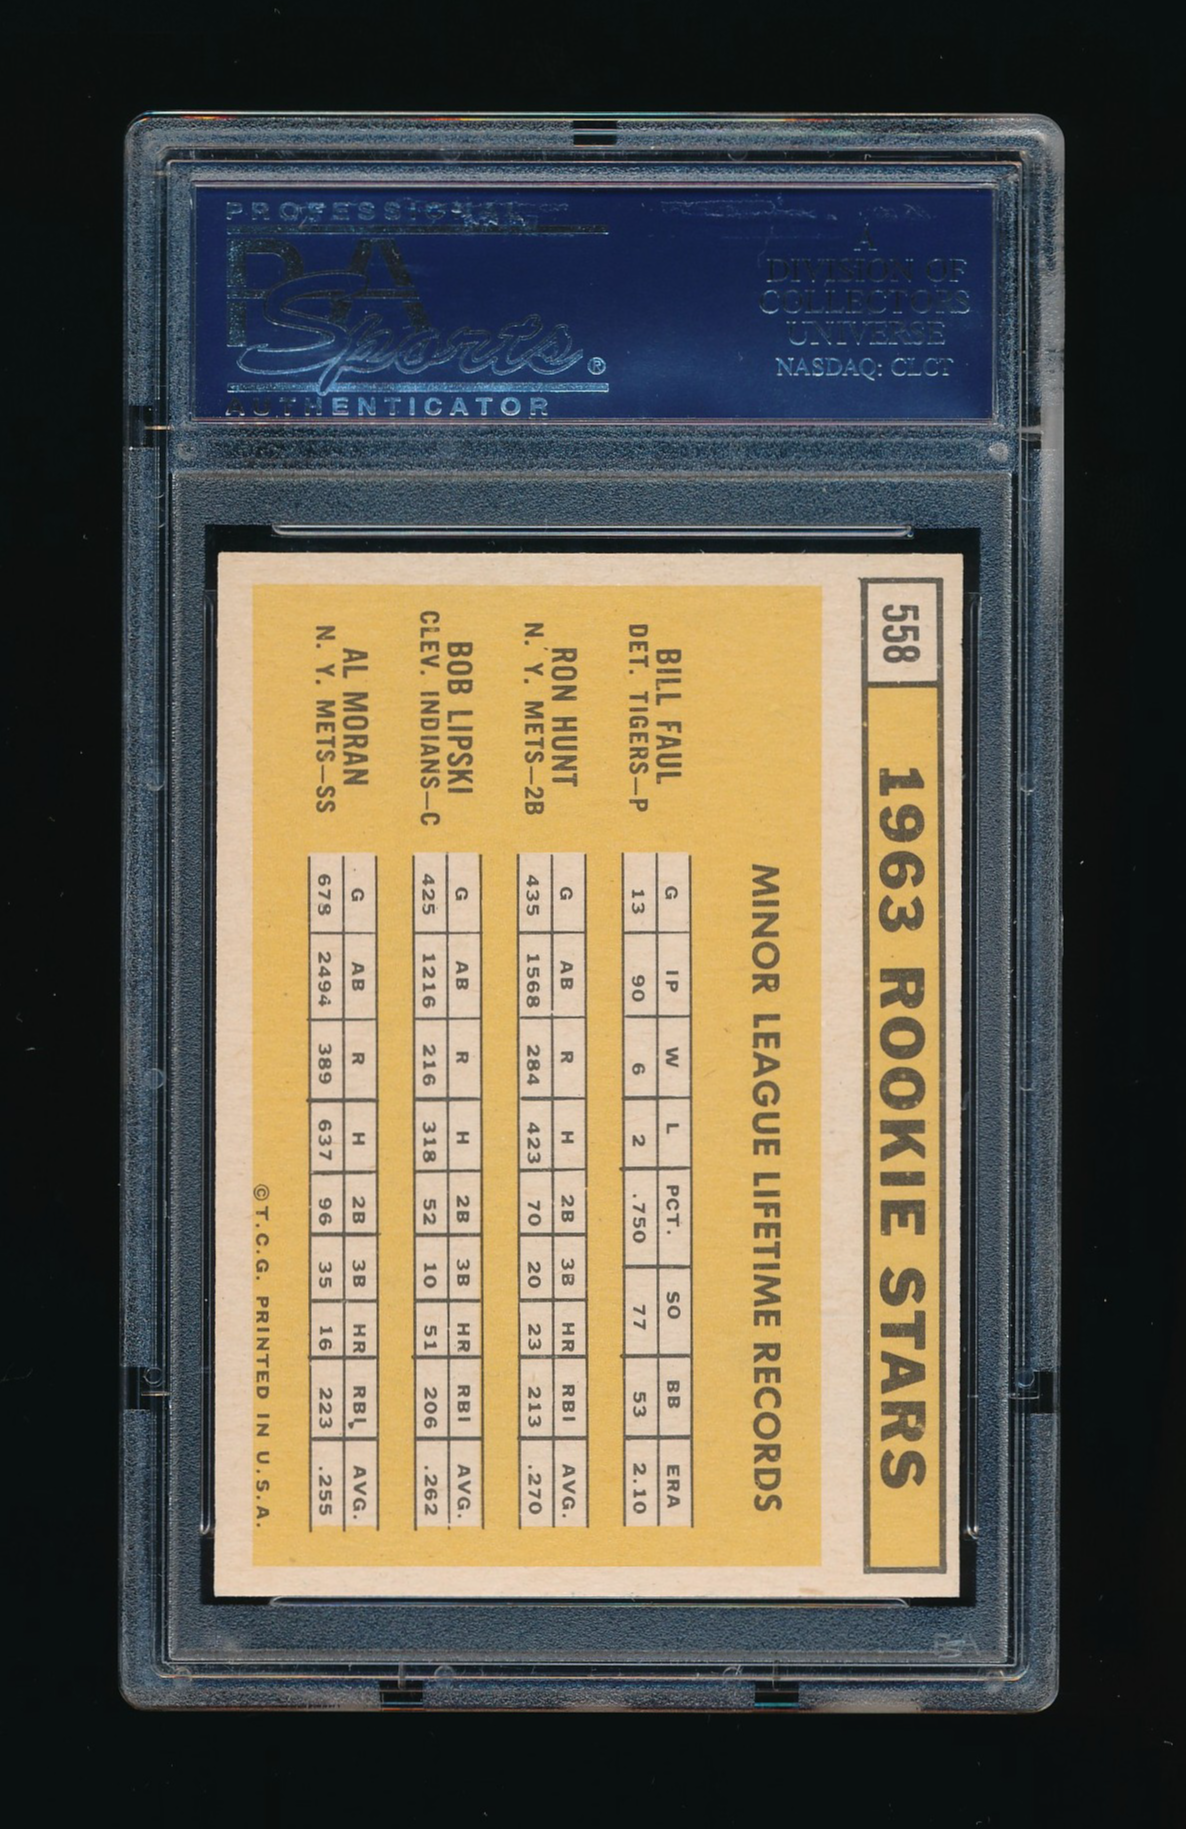 PROFESSIONAL
PSA
Sports®
AUTHENTICATOR
A
DIVISION OF
COLLECTORS
UNIVERSE
NASDAQ: CLCT
558
1963 ROOKIE STARS
MINOR LEAGUE LIFETIME RECORDS
BILL FAUL
DET. TIGERS—P
G IP W L PCT. SO BB ERA
13 90 6 2 .750 77 53 2.10
RON HUNT
N. Y. METS—2B
G AB R H 2B 3B HR RBI AVG.
435 1568 284 423 70 20 23 213 .270
BOB LIPSKI
CLEV. INDIANS—C
G AB R H 2B 3B HR RBI AVG.
425 1216 216 318 52 10 51 206 .262
AL MORAN
N. Y. METS—SS
G AB R H 2B 3B HR RBI AVG.
678 2494 389 637 96 35 16 223 .255
©T.C.G. PRINTED IN U.S.A.
PSA